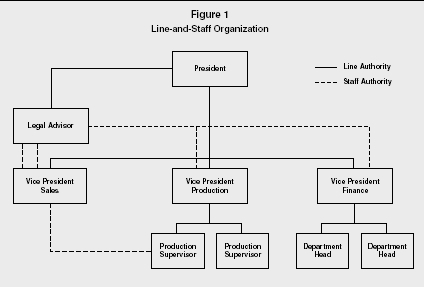 Figure 1
Line-and-Staff Organization
President
Line Authority
Staff Authority
Legal Advisor
Vice President
Sales
Vice President
Production
Vice President
Finance
Production
Supervisor
Production
Supervisor
Department
Head
Department
Head